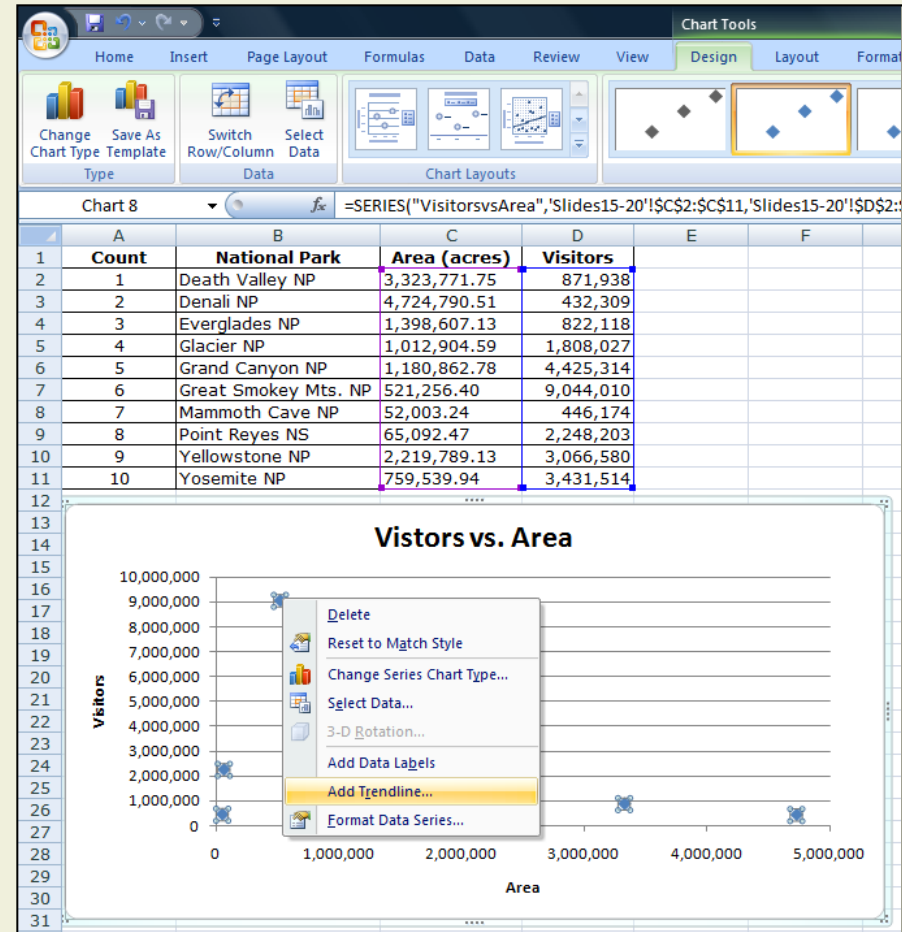 Chart Tools
Home Insert Page Layout Formulas Data Review View Design Layout Format
Change Chart Type Save As Template Switch Row/Column Select Data
Type Data Chart Layouts
Chart 8 fx =SERIES("VisitorsvsArea",'Slides15-20'!$C$2:$C$11,'Slides15-20'!$D$2:$
A B C D E F
1 Count National Park Area (acres) Visitors
2 1 Death Valley NP 3,323,771.75 871,938
3 2 Denali NP 4,724,790.51 432,309
4 3 Everglades NP 1,398,607.13 822,118
5 4 Glacier NP 1,012,904.59 1,808,027
6 5 Grand Canyon NP 1,180,862.78 4,425,314
7 6 Great Smokey Mts. NP 521,256.40 9,044,010
8 7 Mammoth Cave NP 52,003.24 446,174
9 8 Point Reyes NS 65,092.47 2,248,203
10 9 Yellowstone NP 2,219,789.13 3,066,580
11 10 Yosemite NP 759,539.94 3,431,514
12
13
14
15
16
17
18
19
20
21
22
23
24
25
26
27
28
29
30
31
Vistors vs. Area
Visitors
10,000,000
9,000,000
8,000,000
7,000,000
6,000,000
5,000,000
4,000,000
3,000,000
2,000,000
1,000,000
0
Delete
Reset to Match Style
Change Series Chart Type...
Select Data...
3-D Rotation...
Add Data Labels
Add Trendline...
Format Data Series...
0 1,000,000 2,000,000 3,000,000 4,000,000 5,000,000
Area